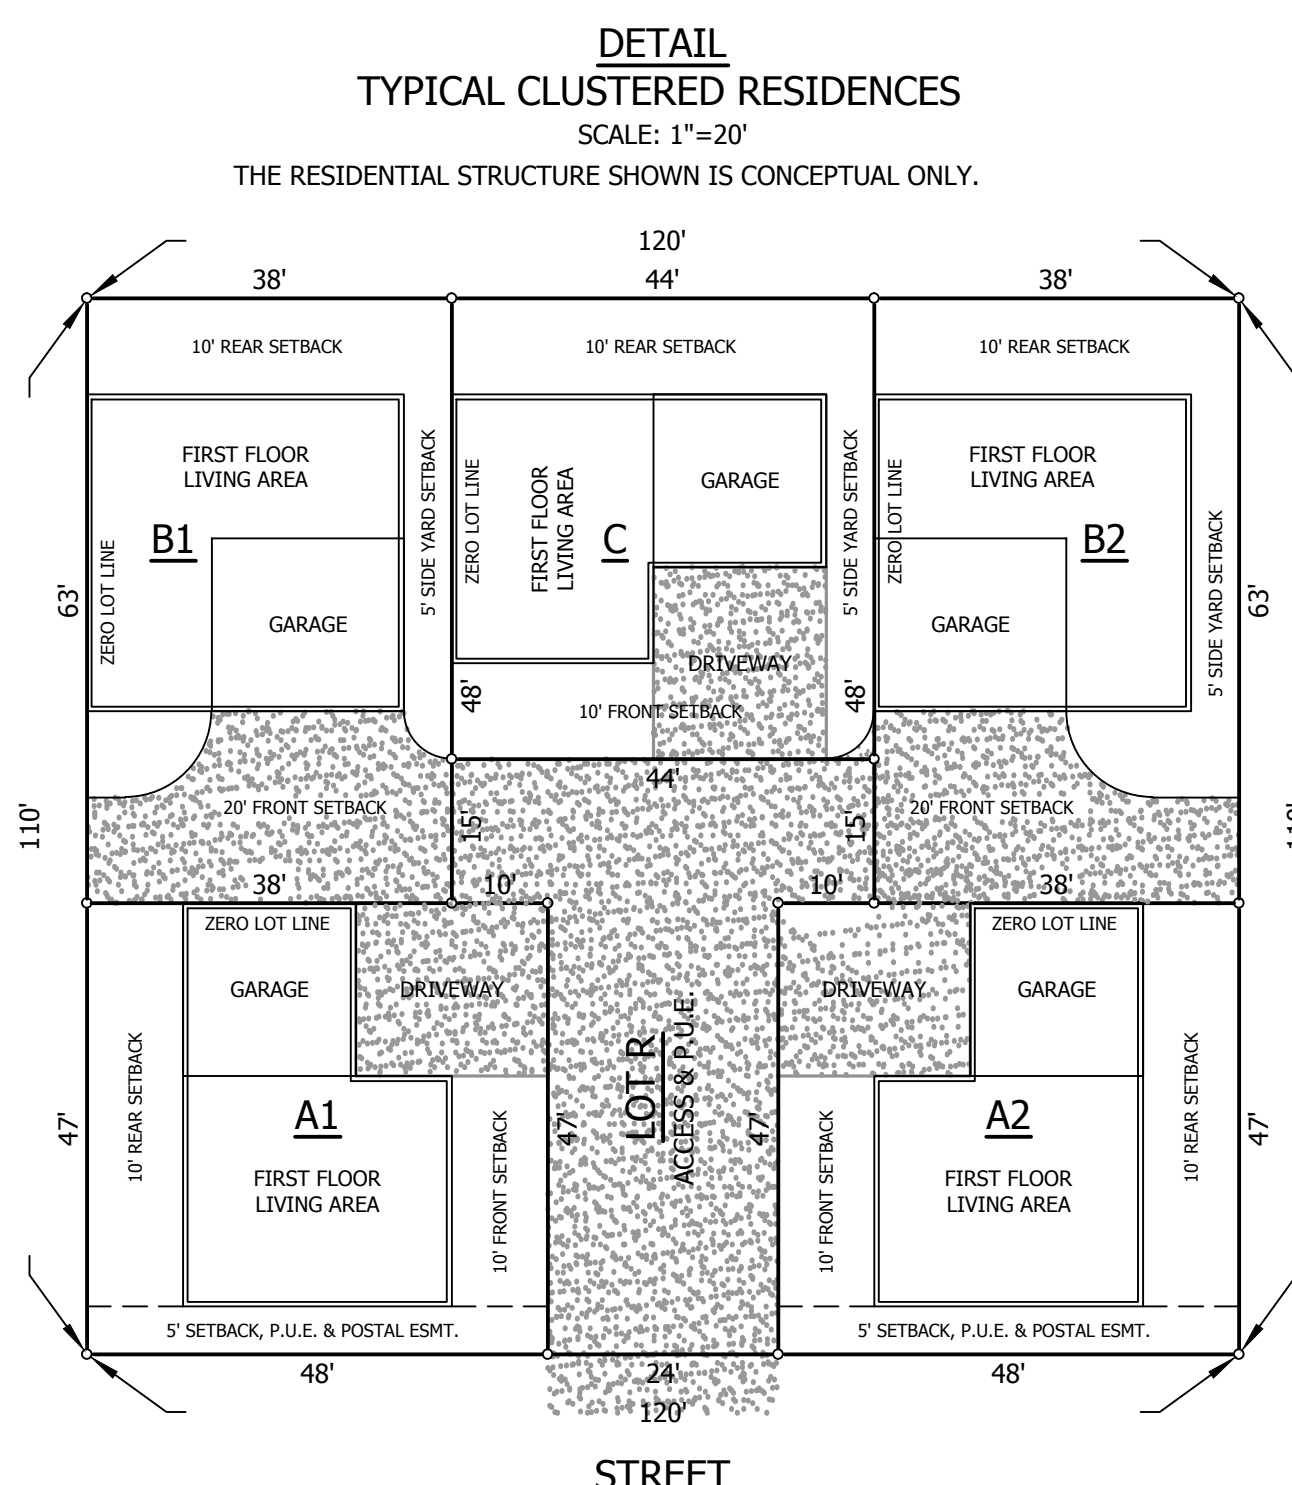 DETAIL
TYPICAL CLUSTERED RESIDENCES
SCALE: 1"=20'
THE RESIDENTIAL STRUCTURE SHOWN IS CONCEPTUAL ONLY.
120'
38'
44'
38'
10' REAR SETBACK
10' REAR SETBACK
10' REAR SETBACK
FIRST FLOOR
LIVING AREA
B1
ZERO LOT LINE
GARAGE
5' SIDE YARD SETBACK
63'
ZERO LOT LINE
FIRST FLOOR
LIVING AREA
C
GARAGE
DRIVEWAY
5' SIDE YARD SETBACK
48'
10' FRONT SETBACK
48'
44'
ZERO LOT LINE
FIRST FLOOR
LIVING AREA
B2
GARAGE
5' SIDE YARD SETBACK
63'
110'
20' FRONT SETBACK
15'
15'
20' FRONT SETBACK
110'
38'
10'
10'
38'
ZERO LOT LINE
GARAGE
DRIVEWAY
10' REAR SETBACK
47'
A1
FIRST FLOOR
LIVING AREA
10' FRONT SETBACK
47'
LOT R
ACCESS & P.U.E.
47'
ZERO LOT LINE
DRIVEWAY
GARAGE
10' FRONT SETBACK
A2
FIRST FLOOR
LIVING AREA
10' REAR SETBACK
47'
5' SETBACK, P.U.E. & POSTAL ESMT.
5' SETBACK, P.U.E. & POSTAL ESMT.
48'
24'
48'
120'
STREET